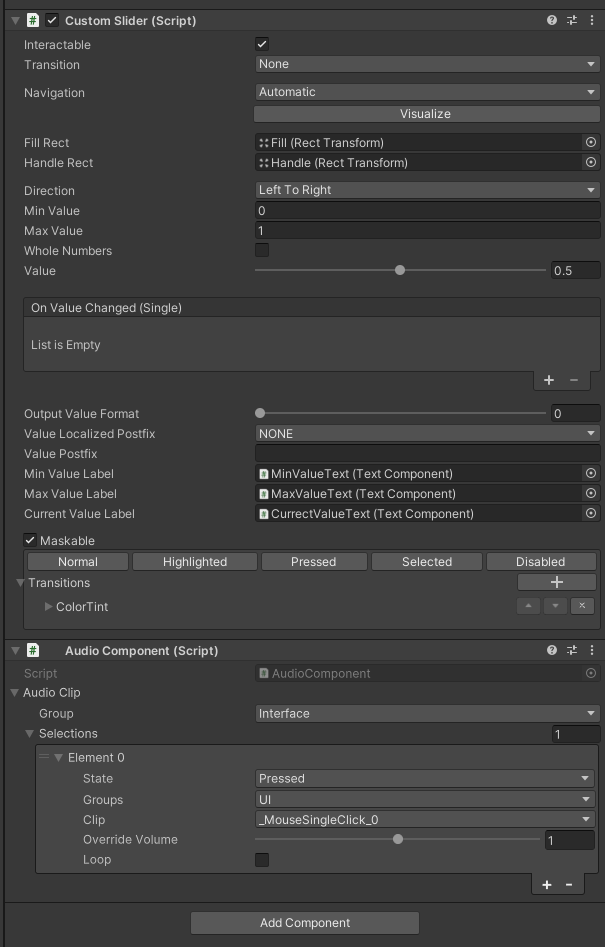 Custom Slider (Script)
Interactable
Transition None
Navigation Automatic
Visualize
Fill Rect Fill (Rect Transform)
Handle Rect Handle (Rect Transform)
Direction Left To Right
Min Value 0
Max Value 1
Whole Numbers
Value 0.5
On Value Changed (Single)
List is Empty
Output Value Format 0
Value Localized Postfix NONE
Value Postfix
Min Value Label MinValueText (Text Component)
Max Value Label MaxValueText (Text Component)
Current Value Label CurrectValueText (Text Component)
Maskable
Normal Highlighted Pressed Selected Disabled
Transitions
ColorTint
Audio Component (Script)
Script AudioComponent
Audio Clip
Group Interface
Selections 1
Element 0
State Pressed
Groups UI
Clip _MouseSingleClick_0
Override Volume 1
Loop
Add Component